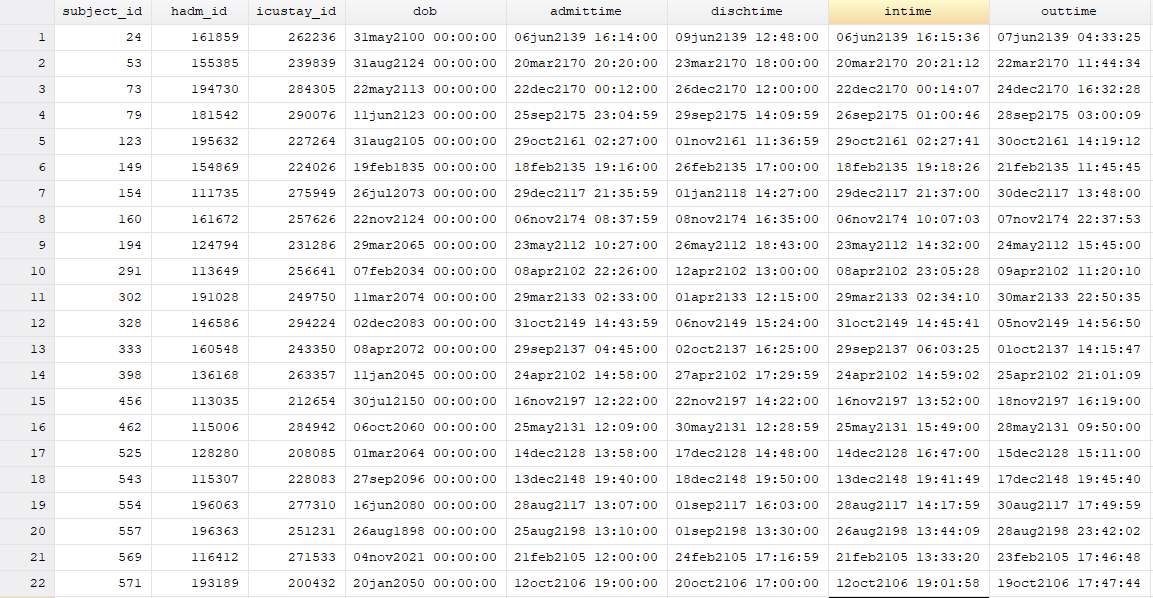 subject_id hadm_id icustay_id dob admittime dischtime intime outtime
1 24 161859 262236 31may2100 00:00:00 06jun2139 16:14:00 09jun2139 12:48:00 06jun2139 16:15:36 07jun2139 04:33:25
2 53 155385 239839 31aug2124 00:00:00 20mar2170 20:20:00 23mar2170 18:00:00 20mar2170 20:21:12 22mar2170 11:44:34
3 73 194730 284305 22may2113 00:00:00 22dec2170 00:12:00 26dec2170 12:00:00 22dec2170 00:14:07 24dec2170 16:32:28
4 79 181542 290076 11jun2123 00:00:00 25sep2175 23:04:59 29sep2175 14:09:59 26sep2175 01:00:46 28sep2175 03:00:09
5 123 195632 227264 31aug2105 00:00:00 29oct2161 02:27:00 01nov2161 11:36:59 29oct2161 02:27:41 30oct2161 14:19:12
6 149 154869 224026 19feb1835 00:00:00 18feb2135 19:16:00 26feb2135 17:00:00 18feb2135 19:18:26 21feb2135 11:45:45
7 154 111735 275949 26jul2073 00:00:00 29dec2117 21:35:59 01jan2118 14:27:00 29dec2117 21:37:00 30dec2117 13:48:00
8 160 161672 257626 22nov2124 00:00:00 06nov2174 08:37:59 08nov2174 16:35:00 06nov2174 10:07:03 07nov2174 22:37:53
9 194 124794 231286 29mar2065 00:00:00 23may2112 10:27:00 26may2112 18:43:00 23may2112 14:32:00 24may2112 15:45:00
10 291 113649 256641 07feb2034 00:00:00 08apr2102 22:26:00 12apr2102 13:00:00 08apr2102 23:05:28 09apr2102 11:20:10
11 302 191028 249750 11mar2074 00:00:00 29mar2133 02:33:00 01apr2133 12:15:00 29mar2133 02:34:10 30mar2133 22:50:35
12 328 146586 294224 02dec2083 00:00:00 31oct2149 14:43:59 06nov2149 15:24:00 31oct2149 14:45:41 05nov2149 14:56:50
13 333 160548 243350 08apr2072 00:00:00 29sep2137 04:45:00 02oct2137 16:25:00 29sep2137 06:03:25 01oct2137 14:15:47
14 398 136168 263357 11jan2045 00:00:00 24apr2102 14:58:00 27apr2102 17:29:59 24apr2102 14:59:02 25apr2102 21:01:09
15 456 113035 212654 30jul2150 00:00:00 16nov2197 12:22:00 22nov2197 14:22:00 16nov2197 13:52:00 18nov2197 16:19:00
16 462 115006 284942 06oct2060 00:00:00 25may2131 12:09:00 30may2131 12:28:59 25may2131 15:49:00 28may2131 09:50:00
17 525 128280 208085 01mar2064 00:00:00 14dec2128 13:58:00 17dec2128 14:48:00 14dec2128 16:47:00 15dec2128 15:11:00
18 543 115307 228083 27sep2096 00:00:00 13dec2148 19:40:00 18dec2148 19:50:00 13dec2148 19:41:49 17dec2148 19:45:40
19 554 196063 277310 16jun2080 00:00:00 28aug2117 13:07:00 01sep2117 16:03:00 28aug2117 14:17:59 30aug2117 17:49:59
20 557 196363 251231 26aug1898 00:00:00 25aug2198 13:10:00 01sep2198 13:30:00 26aug2198 13:44:09 28aug2198 23:42:02
21 569 116412 271533 04nov2021 00:00:00 21feb2105 12:00:00 24feb2105 17:16:59 21feb2105 13:33:20 23feb2105 17:46:48
22 571 193189 200432 20jan2050 00:00:00 12oct2106 19:00:00 20oct2106 17:00:00 12oct2106 19:01:58 19oct2106 17:47:44